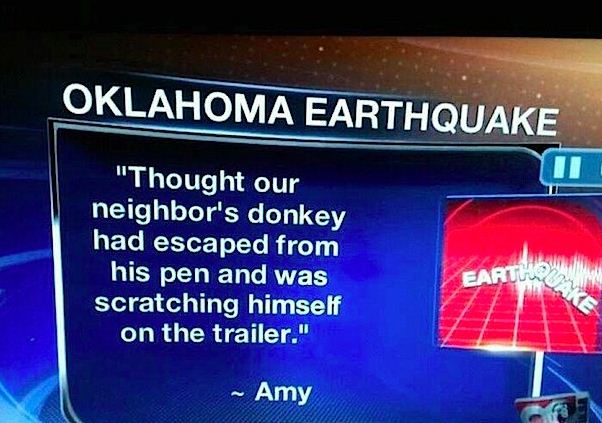 OKLAHOMA EARTHQUAKE
"Thought our
neighbor's donkey
had escaped from
his pen and was
scratching himself
on the trailer."
~ Amy
EARTHQUAKE